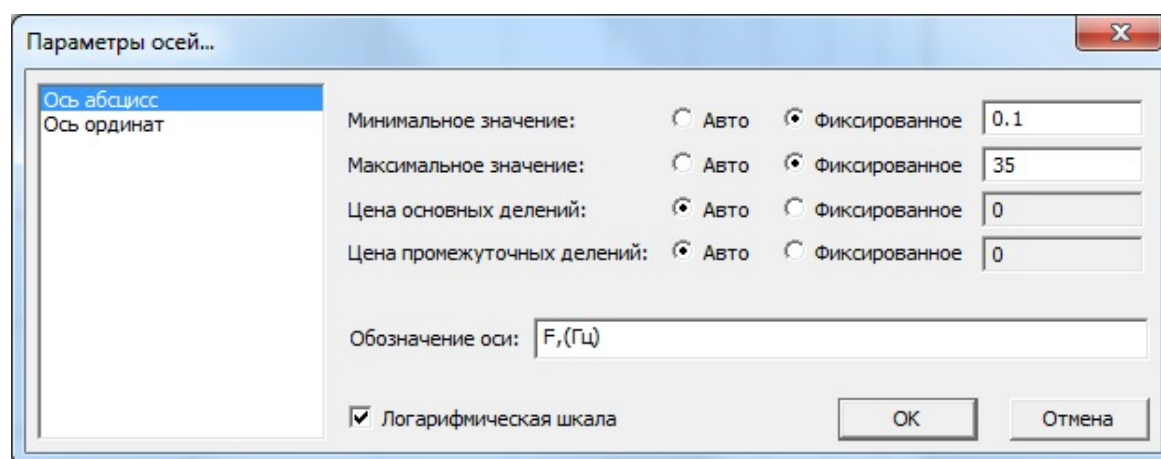 Параметры осей...
Ось абсцисс
Ось ординат
Минимальное значение: Авто Фиксированное 0.1
Максимальное значение: Авто Фиксированное 35
Цена основных делений: Авто Фиксированное 0
Цена промежуточных делений: Авто Фиксированное 0
Обозначение оси: F,(Гц)
Логарифмическая шкала OK Отмена